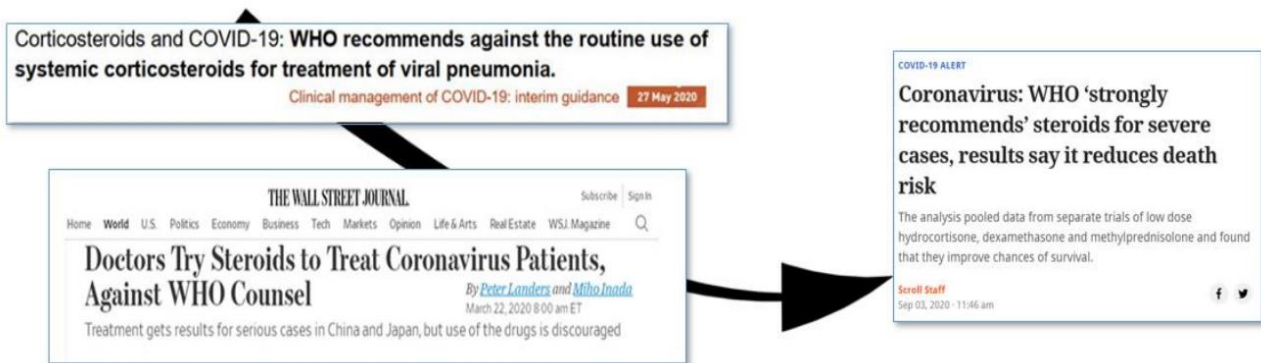 Corticosteroids and COVID-19: WHO recommends against the routine use of
systemic corticosteroids for treatment of viral pneumonia.
Clinical management of COVID-19: interim guidance 27 May 2020
THE WALL STREET JOURNAL.
Subscribe Sign In
Home World U.S. Politics Economy Business Tech Markets Opinion Life & Arts Real Estate WSJ. Magazine
Doctors Try Steroids to Treat Coronavirus Patients,
Against WHO Counsel
By Peter Landers and Miho Inada
March 22, 2020 8:00 am ET
Treatment gets results for serious cases in China and Japan, but use of the drugs is discouraged
COVID-19 ALERT
Coronavirus: WHO ‘strongly
recommends’ steroids for severe
cases, results say it reduces death
risk
The analysis pooled data from separate trials of low dose
hydrocortisone, dexamethasone and methylprednisolone and found
that they improve chances of survival.
Scroll Staff
Sep 03, 2020 · 11:46 am